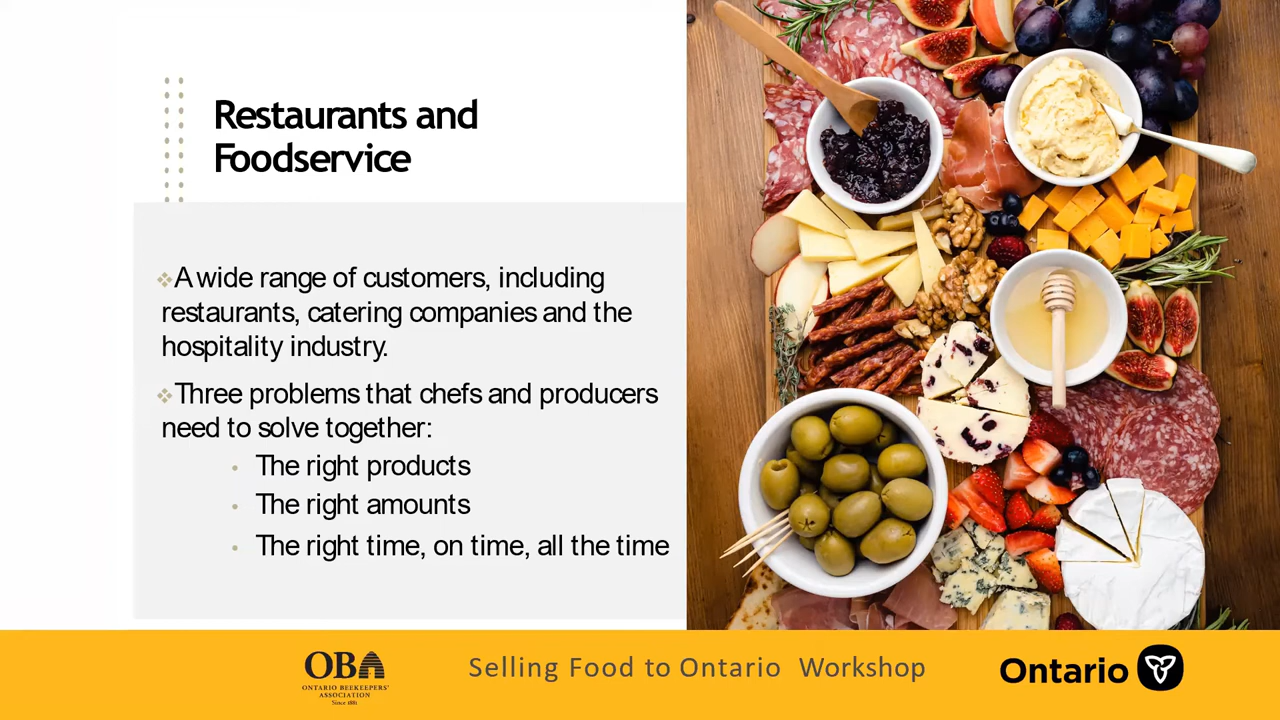 Restaurants and
Foodservice
❖A wide range of customers, including
restaurants, catering companies and the
hospitality industry.
❖Three problems that chefs and producers
need to solve together:
• The right products
• The right amounts
• The right time, on time, all the time
OBA
ONTARIO BEEKEEPERS'
ASSOCIATION
Since 1881
Selling Food to Ontario Workshop
Ontario